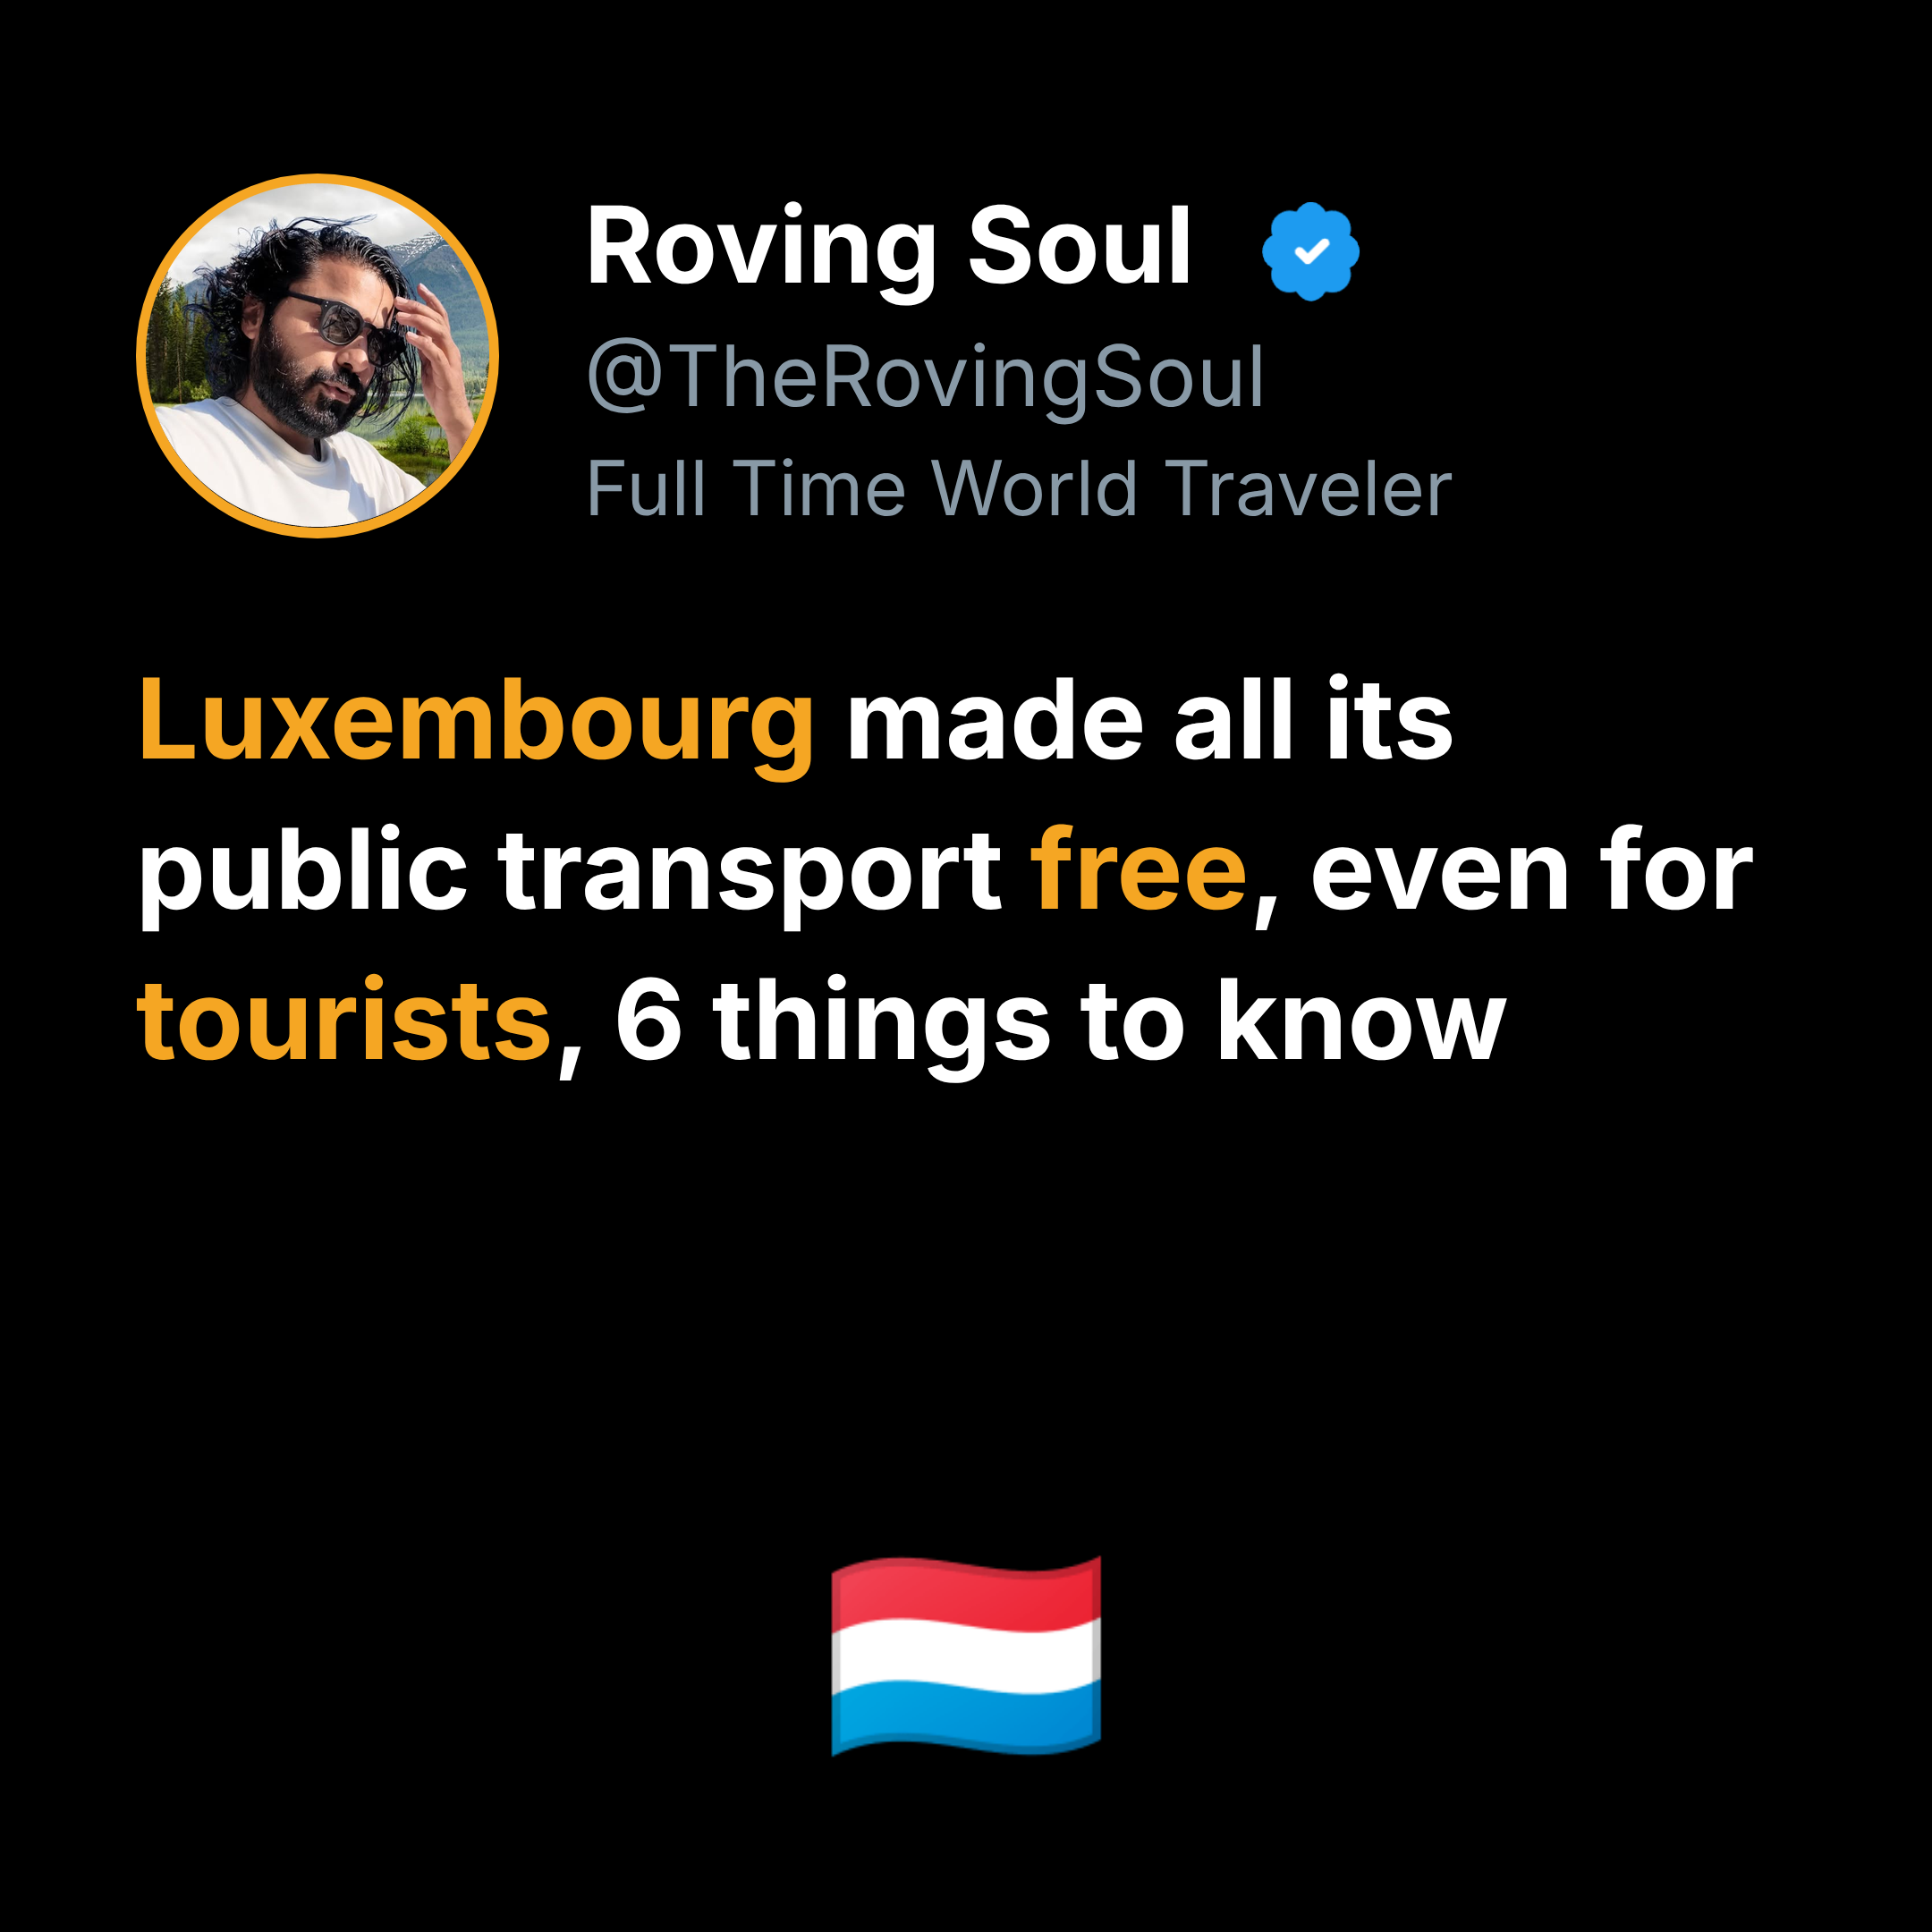 Roving Soul
@TheRovingSoul
Full Time World Traveler
Luxembourg made all its
public transport free, even for
tourists, 6 things to know